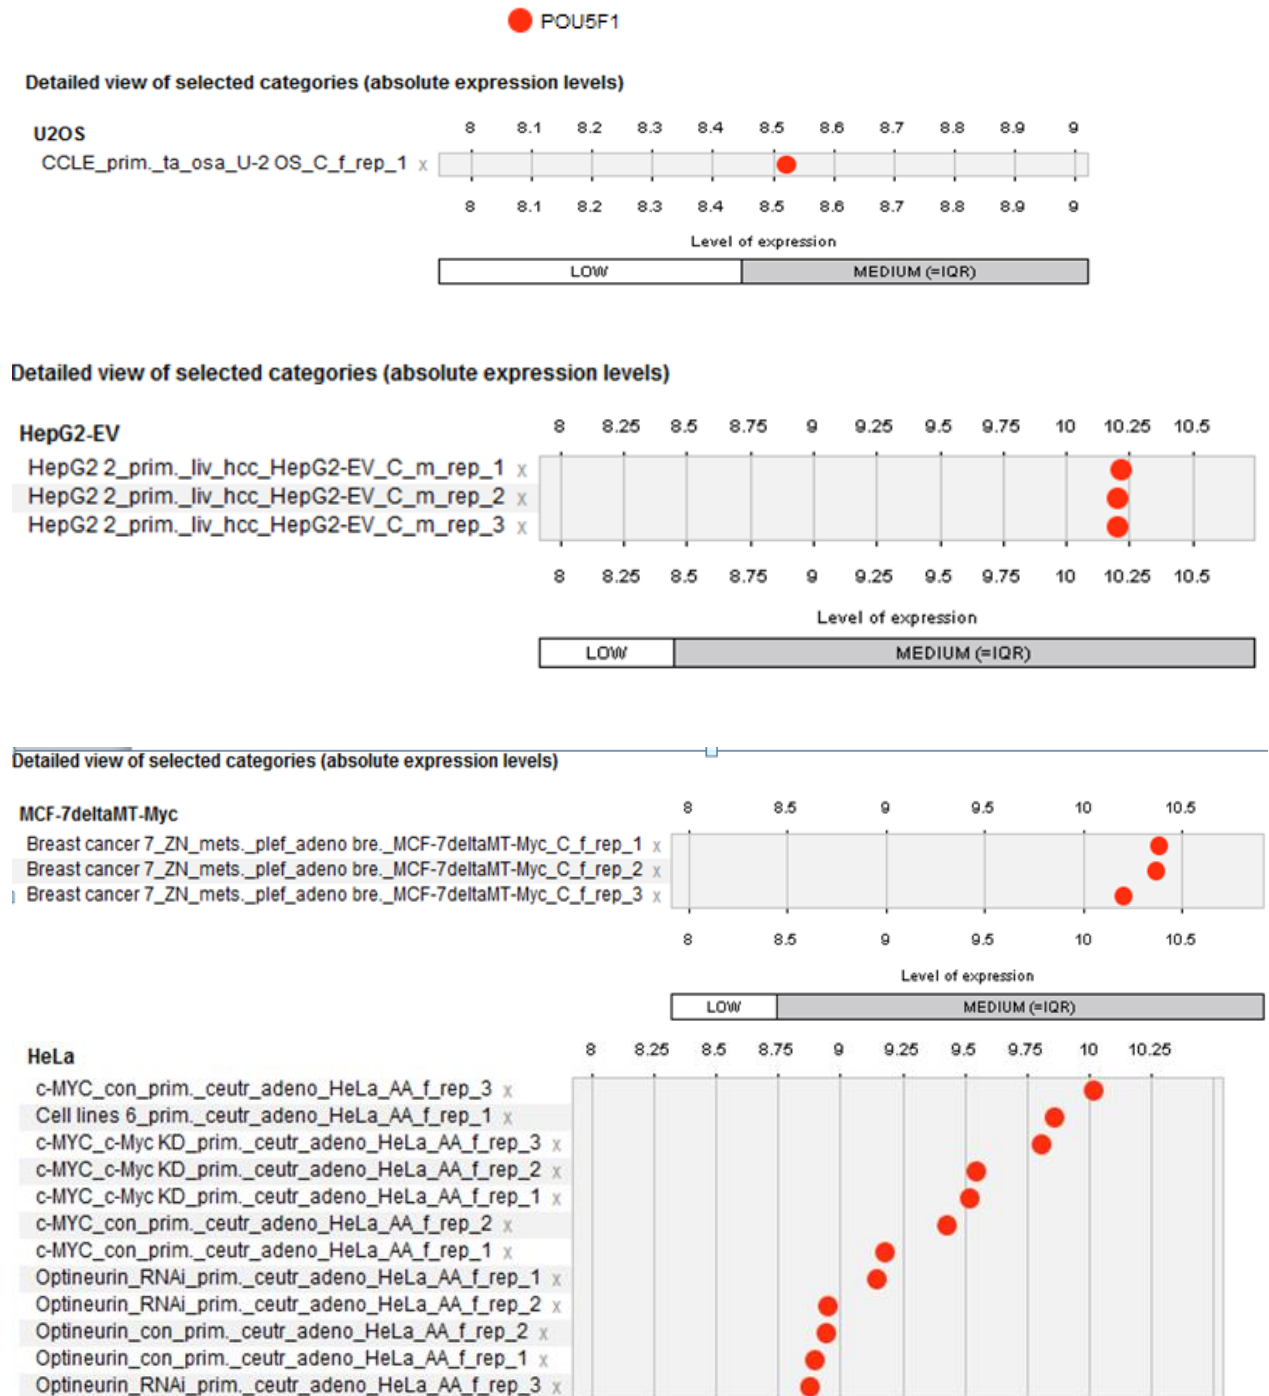 POU5F1
Detailed view of selected categories (absolute expression levels)
U2OS
8 8.1 8.2 8.3 8.4 8.5 8.6 8.7 8.8 8.9 9
CCLE_prim._ta_osa_U-2 OS_C_f_rep_1 x
8 8.1 8.2 8.3 8.4 8.5 8.6 8.7 8.8 8.9 9
Level of expression
LOW MEDIUM (=IQR)
Detailed view of selected categories (absolute expression levels)
HepG2-EV
8 8.25 8.5 8.75 9 9.25 9.5 9.75 10 10.25 10.5
HepG2 2_prim._liv_hcc_HepG2-EV_C_m_rep_1 x
HepG2 2_prim._liv_hcc_HepG2-EV_C_m_rep_2 x
HepG2 2_prim._liv_hcc_HepG2-EV_C_m_rep_3 x
8 8.25 8.5 8.75 9 9.25 9.5 9.75 10 10.25 10.5
Level of expression
LOW MEDIUM (=IQR)
Detailed view of selected categories (absolute expression levels)
MCF-7deltaMT-Myc
8 8.5 9 9.5 10 10.5
Breast cancer 7_ZN_mets._plef_adeno bre._MCF-7deltaMT-Myc_C_f_rep_1 x
Breast cancer 7_ZN_mets._plef_adeno bre._MCF-7deltaMT-Myc_C_f_rep_2 x
Breast cancer 7_ZN_mets._plef_adeno bre._MCF-7deltaMT-Myc_C_f_rep_3 x
8 8.5 9 9.5 10 10.5
Level of expression
LOW MEDIUM (=IQR)
HeLa
8 8.25 8.5 8.75 9 9.25 9.5 9.75 10 10.25
c-MYC_con_prim._ceutr_adeno_HeLa_AA_f_rep_3 x
Cell lines 6_prim._ceutr_adeno_HeLa_AA_f_rep_1 x
c-MYC_c-Myc KD_prim._ceutr_adeno_HeLa_AA_f_rep_3 x
c-MYC_c-Myc KD_prim._ceutr_adeno_HeLa_AA_f_rep_2 x
c-MYC_c-Myc KD_prim._ceutr_adeno_HeLa_AA_f_rep_1 x
c-MYC_con_prim._ceutr_adeno_HeLa_AA_f_rep_2 x
c-MYC_con_prim._ceutr_adeno_HeLa_AA_f_rep_1 x
Optineurin_RNAi_prim._ceutr_adeno_HeLa_AA_f_rep_1 x
Optineurin_RNAi_prim._ceutr_adeno_HeLa_AA_f_rep_2 x
Optineurin_con_prim._ceutr_adeno_HeLa_AA_f_rep_2 x
Optineurin_con_prim._ceutr_adeno_HeLa_AA_f_rep_1 x
Optineurin_RNAi_prim._ceutr_adeno_HeLa_AA_f_rep_3 x